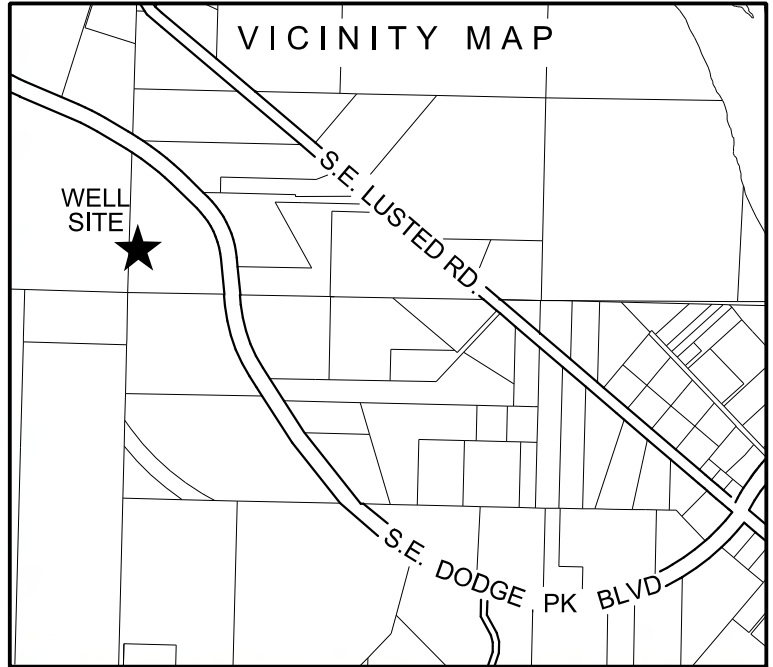 VICINITY MAP
S.E. LUSTED RD.
WELL
SITE
S.E. DODGE PK BLVD